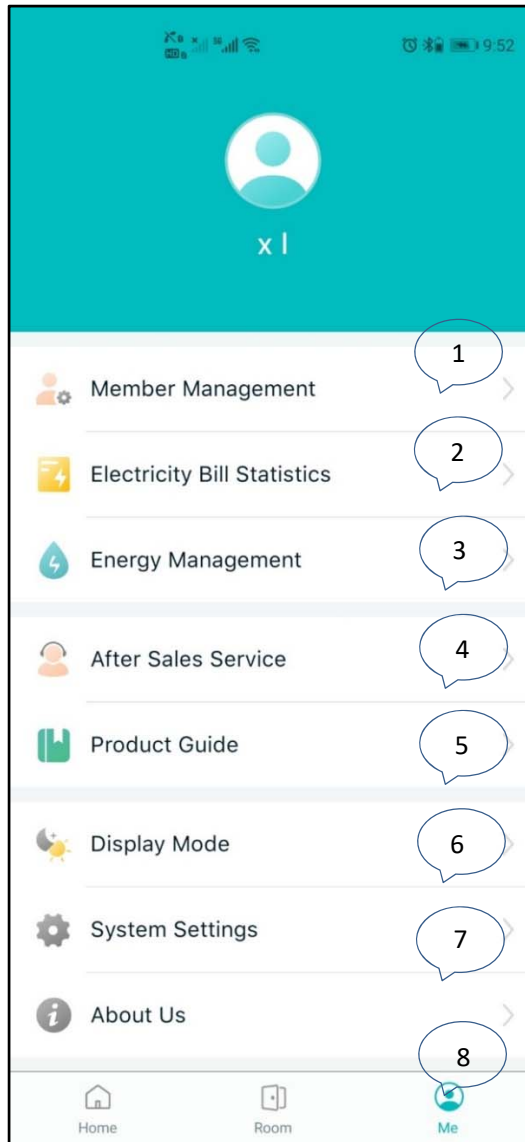 9:52
x l
1
Member Management
2
Electricity Bill Statistics
3
Energy Management
4
After Sales Service
5
Product Guide
6
Display Mode
7
System Settings
About Us
8
Home
Room
Me